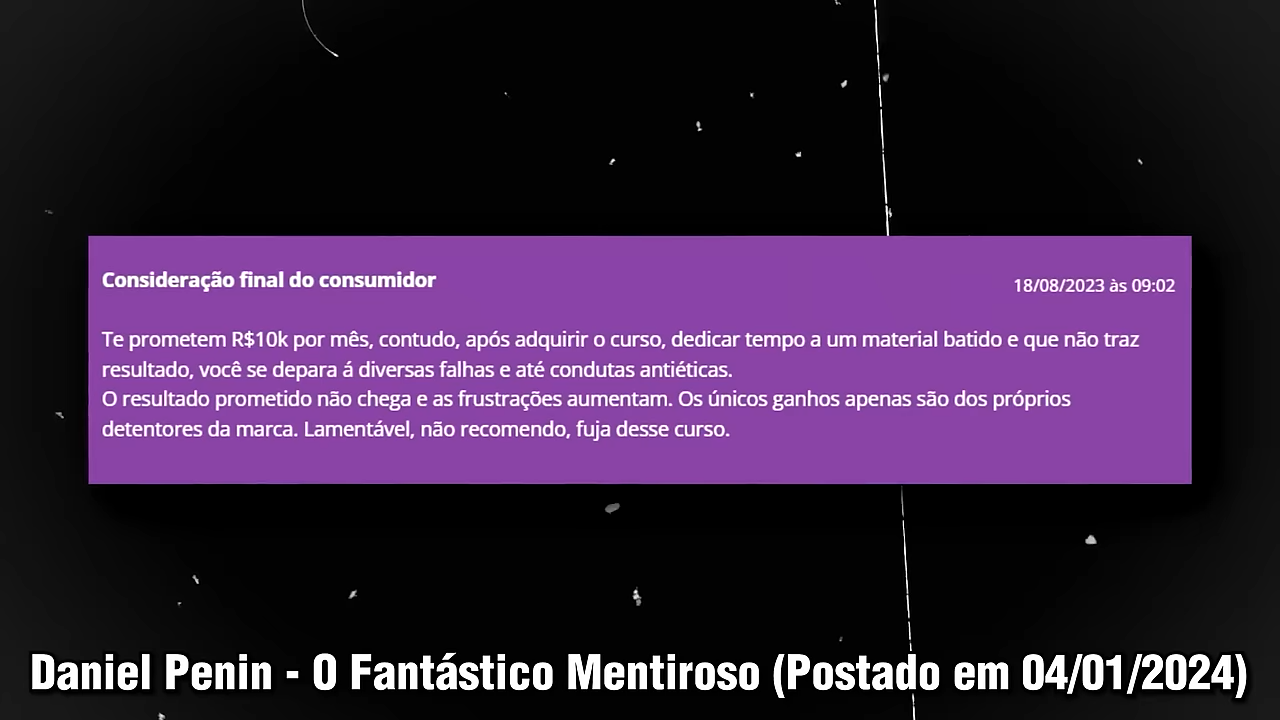 Consideração final do consumidor
18/08/2023 às 09:02
Te prometem R$10k por mês, contudo, após adquirir o curso, dedicar tempo a um material batido e que não traz
resultado, você se depara á diversas falhas e até condutas antiéticas.
O resultado prometido não chega e as frustrações aumentam. Os únicos ganhos apenas são dos próprios
detentores da marca. Lamentável, não recomendo, fuja desse curso.
Daniel Penin - O Fantástico Mentiroso (Postado em 04/01/2024)